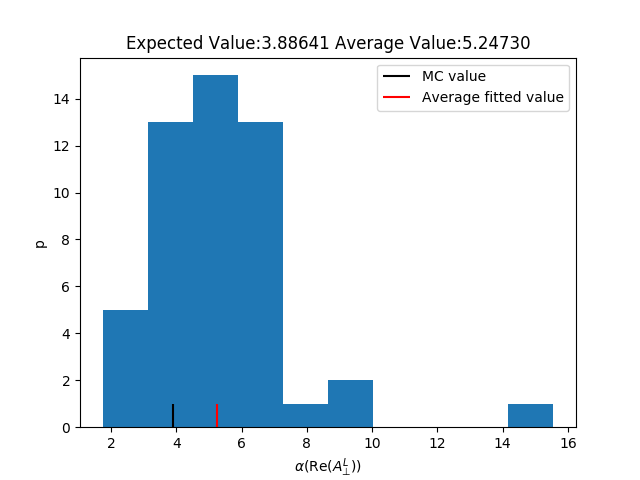 Expected Value:3.88641 Average Value:5.24730
MC value
Average fitted value
14
12
10
8
6
4
2
0
p
2 4 6 8 10 12 14 16
α(Re(A_⊥^L))